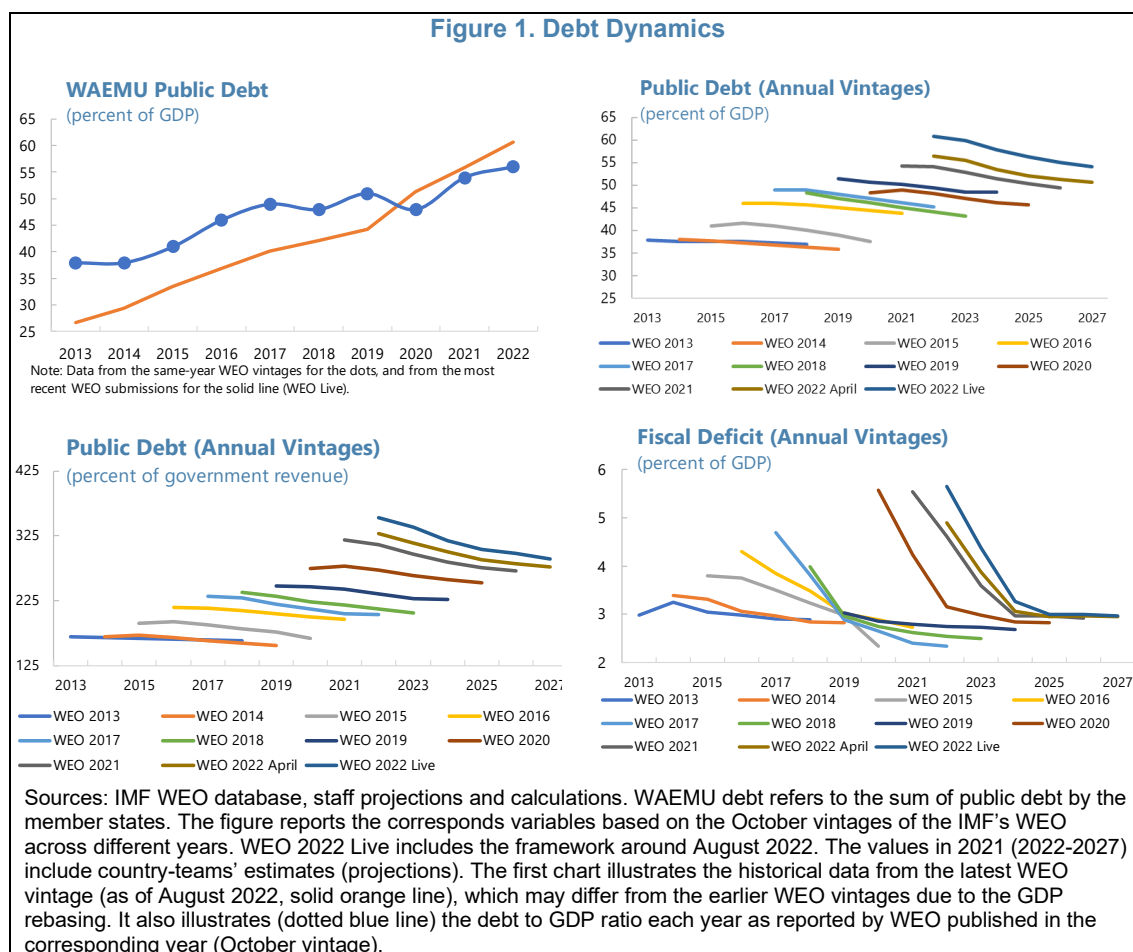 Figure 1. Debt Dynamics
WAEMU Public Debt
(percent of GDP)
65
60
55
50
45
40
35
30
25
2013 2014 2015 2016 2017 2018 2019 2020 2021 2022
Note: Data from the same-year WEO vintages for the dots, and from the most
recent WEO submissions for the solid line (WEO Live).
Public Debt (Annual Vintages)
(percent of GDP)
65
60
55
50
45
40
35
30
25
2013 2015 2017 2019 2021 2023 2025 2027
WEO 2013 WEO 2014 WEO 2015 WEO 2016
WEO 2017 WEO 2018 WEO 2019 WEO 2020
WEO 2021 WEO 2022 April WEO 2022 Live
Public Debt (Annual Vintages)
(percent of government revenue)
425
325
225
125
2013 2015 2017 2019 2021 2023 2025 2027
WEO 2013 WEO 2014 WEO 2015 WEO 2016
WEO 2017 WEO 2018 WEO 2019 WEO 2020
WEO 2021 WEO 2022 April WEO 2022 Live
Fiscal Deficit (Annual Vintages)
(percent of GDP)
6
5
4
3
2
2013 2015 2017 2019 2021 2023 2025 2027
WEO 2013 WEO 2014 WEO 2015 WEO 2016
WEO 2017 WEO 2018 WEO 2019 WEO 2020
WEO 2021 WEO 2022 April WEO 2022 Live
Sources: IMF WEO database, staff projections and calculations. WAEMU debt refers to the sum of public debt by the
member states. The figure reports the corresponds variables based on the October vintages of the IMF's WEO
across different years. WEO 2022 Live includes the framework around August 2022. The values in 2021 (2022-2027)
include country-teams' estimates (projections). The first chart illustrates the historical data from the latest WEO
vintage (as of August 2022, solid orange line), which may differ from the earlier WEO vintages due to the GDP
rebasing. It also illustrates (dotted blue line) the debt to GDP ratio each year as reported by WEO published in the
corresponding year (October vintage).